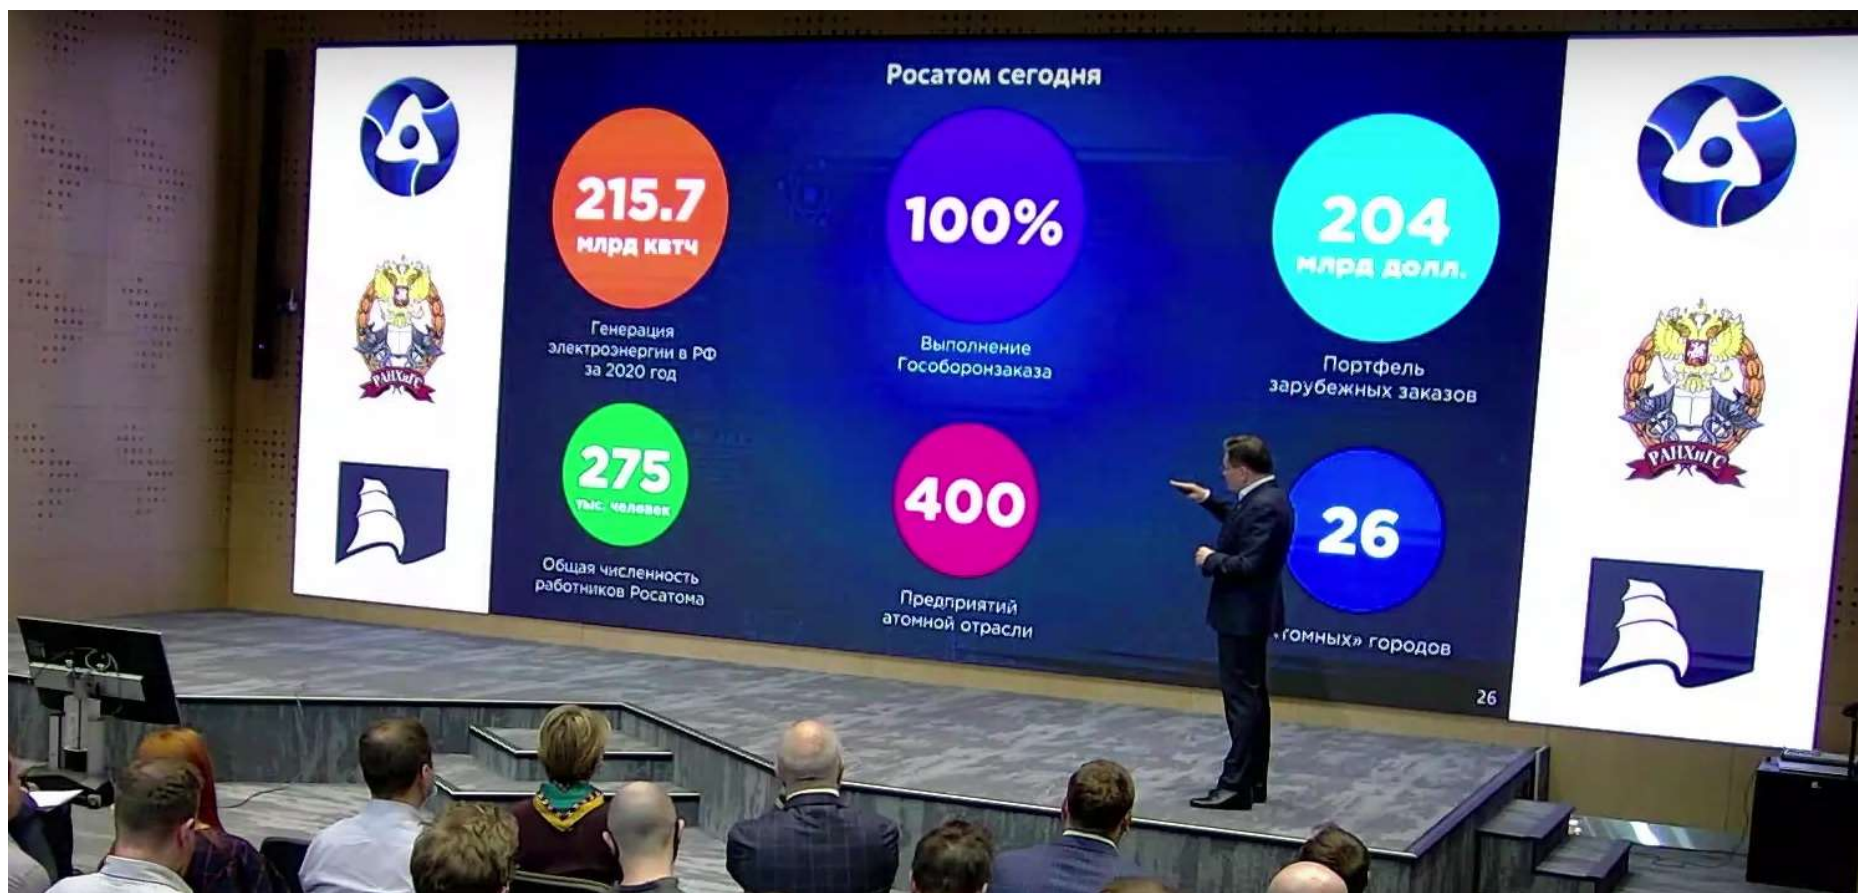 Росатом сегодня
215.7
млрд квтч
Генерация
электроэнергии в РФ
за 2020 год
100%
Выполнение
Гособоронзаказа
204
млрд долл.
Портфель
зарубежных заказов
275
тыс. человек
Общая численность
работников Росатома
400
Предприятий
атомной отрасли
26
томных» городов
26
РАНХиГС
РАНХиГС